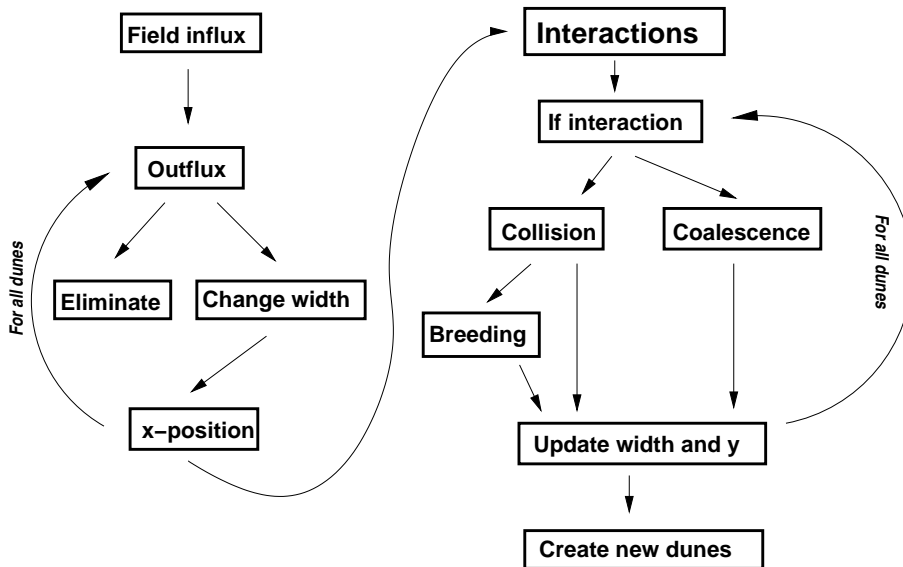 Field influx
Outflux
Eliminate
Change width
x−position
For all dunes
Interactions
If interaction
Collision
Coalescence
Breeding
Update width and y
Create new dunes
For all dunes